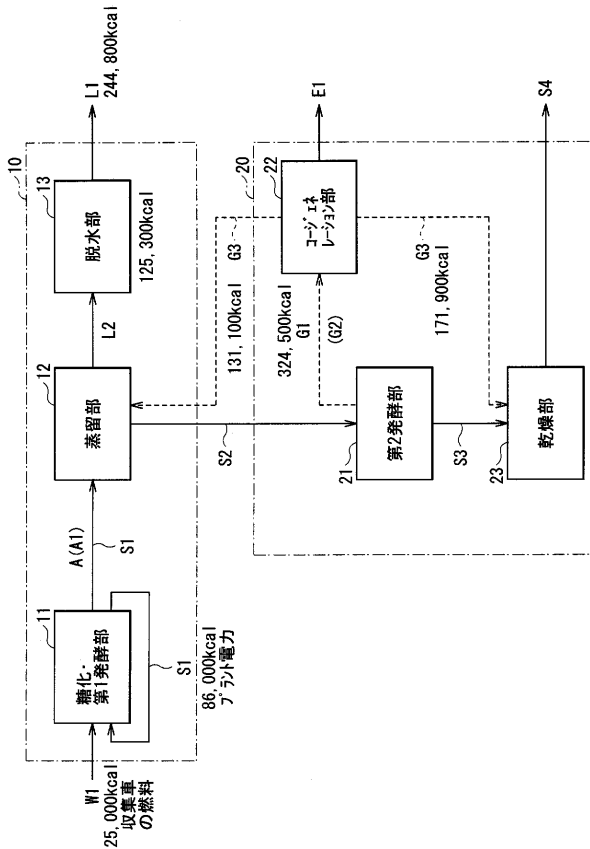 W1
25,000kcal
収集車
の燃料
11
糖化・
第1発酵部
S1
86,000kcal
プラント電力
A(A1)
S1
12
蒸留部
L2
13
脱水部
125,300kcal
10
L1
244,800kcal
131,100kcal
G3
S2
20
22
コージェネ
レーション部
E1
324,500kcal
G1
(G2)
G3
171,900kcal
21
第2発酵部
S3
23
乾燥部
S4